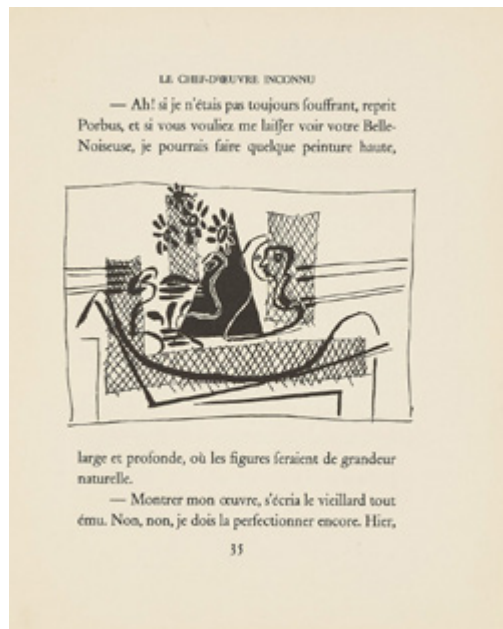 LE CHEF-D'ŒUVRE INCONNU
— Ah! si je n'étais pas toujours souffrant, reprit
Porbus, et si vous vouliez me laisser voir votre Belle-
Noiseuse, je pourrais faire quelque peinture haute,
large et profonde, où les figures seraient de grandeur
naturelle.
— Montrer mon œuvre, s'écria le vieillard tout
ému. Non, non, je dois la perfectionner encore. Hier,
35